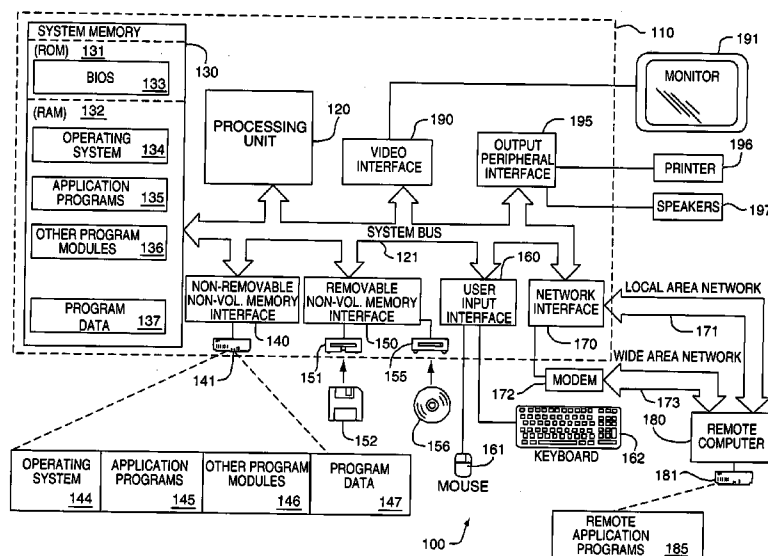 SYSTEM MEMORY
(ROM) 131
BIOS 133
130
(RAM) 132
OPERATING
SYSTEM 134
APPLICATION
PROGRAMS 135
OTHER PROGRAM
MODULES 136
PROGRAM
DATA 137
PROCESSING
UNIT
120
190
VIDEO
INTERFACE
195
OUTPUT
PERIPHERAL
INTERFACE
110
191
MONITOR
196
PRINTER
SPEAKERS
197
SYSTEM BUS
121
NON-REMOVABLE
NON-VOL. MEMORY
INTERFACE
140
141
REMOVABLE
NON-VOL. MEMORY
INTERFACE
150
151
155
152
156
160
USER
INPUT
INTERFACE
NETWORK
INTERFACE
170
LOCAL AREA NETWORK
171
WIDE AREA NETWORK
MODEM
172
173
161
MOUSE
KEYBOARD
162
180
REMOTE
COMPUTER
181
OPERATING
SYSTEM 144
APPLICATION
PROGRAMS 145
OTHER PROGRAM
MODULES 146
PROGRAM
DATA 147
100
REMOTE
APPLICATION
PROGRAMS 185